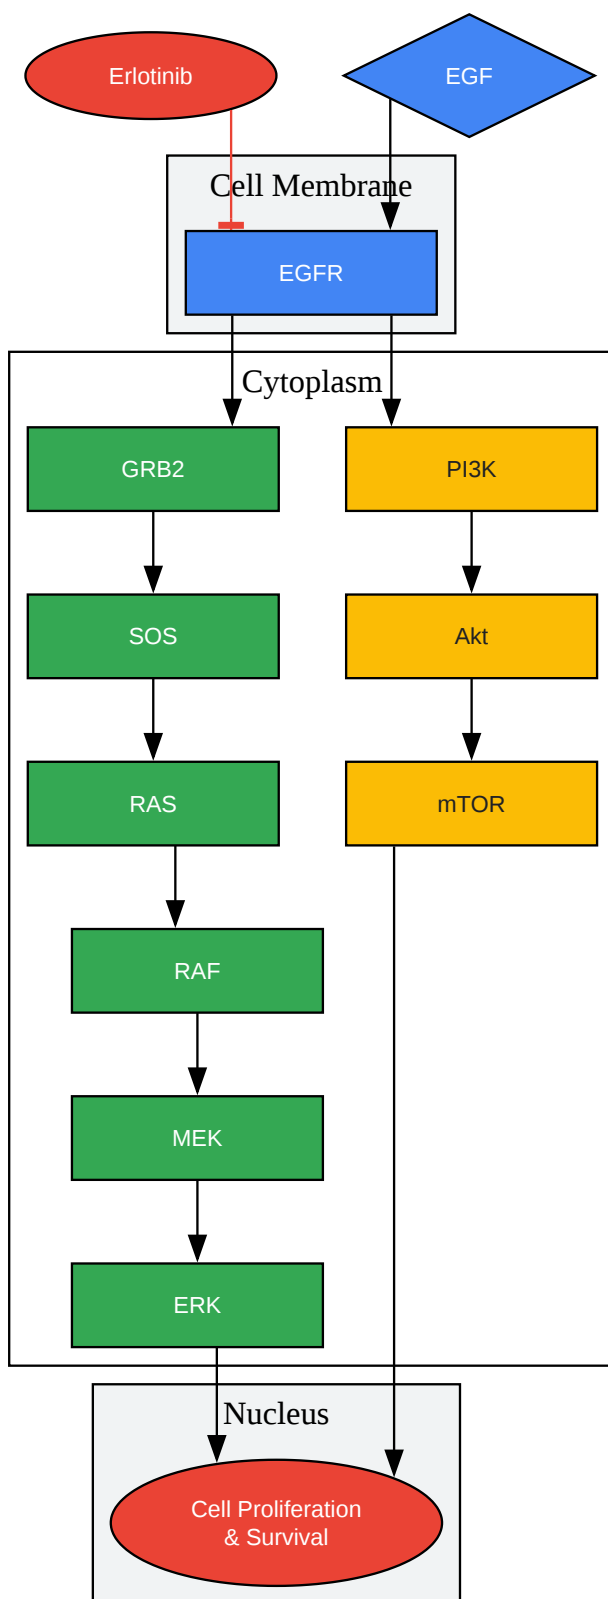 Erlotinib
EGF
Cell Membrane
EGFR
Cytoplasm
GRB2
PI3K
SOS
Akt
RAS
mTOR
RAF
MEK
ERK
Nucleus
Cell Proliferation
& Survival